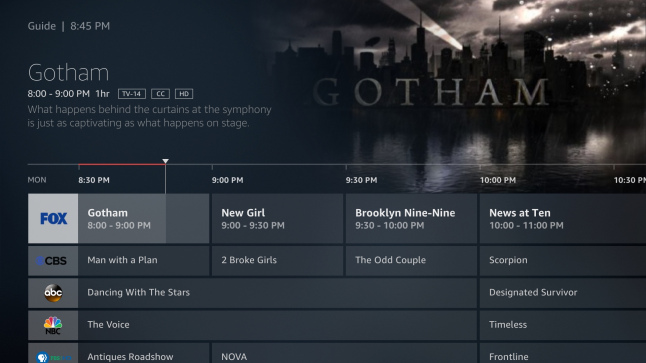 Guide | 8:45 PM
Gotham
8:00 - 9:00 PM 1hr TV-14 CC HD
What happens behind the curtains at the symphony
is just as captivating as what happens on stage.
GOTHAM
MON 8:30 PM 9:00 PM 9:30 PM 10:00 PM 10:30 PM
FOX Gotham New Girl Brooklyn Nine-Nine News at Ten
8:00 - 9:00 PM 9:00 - 9:30 PM 9:30 - 10:00 PM 10:00 - 11:00 PM
CBS Man with a Plan 2 Broke Girls The Odd Couple Scorpion
abc Dancing With The Stars Designated Survivor
NBC The Voice Timeless
Antiques Roadshow NOVA Frontline